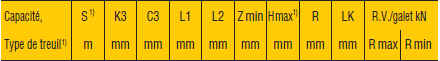 Capacité, S 1) K3 C3 L1 L2 Z min Hmax1) R LK R.V./galet kN
Type de treuil1) m mm mm mm mm mm mm mm mm R max R min